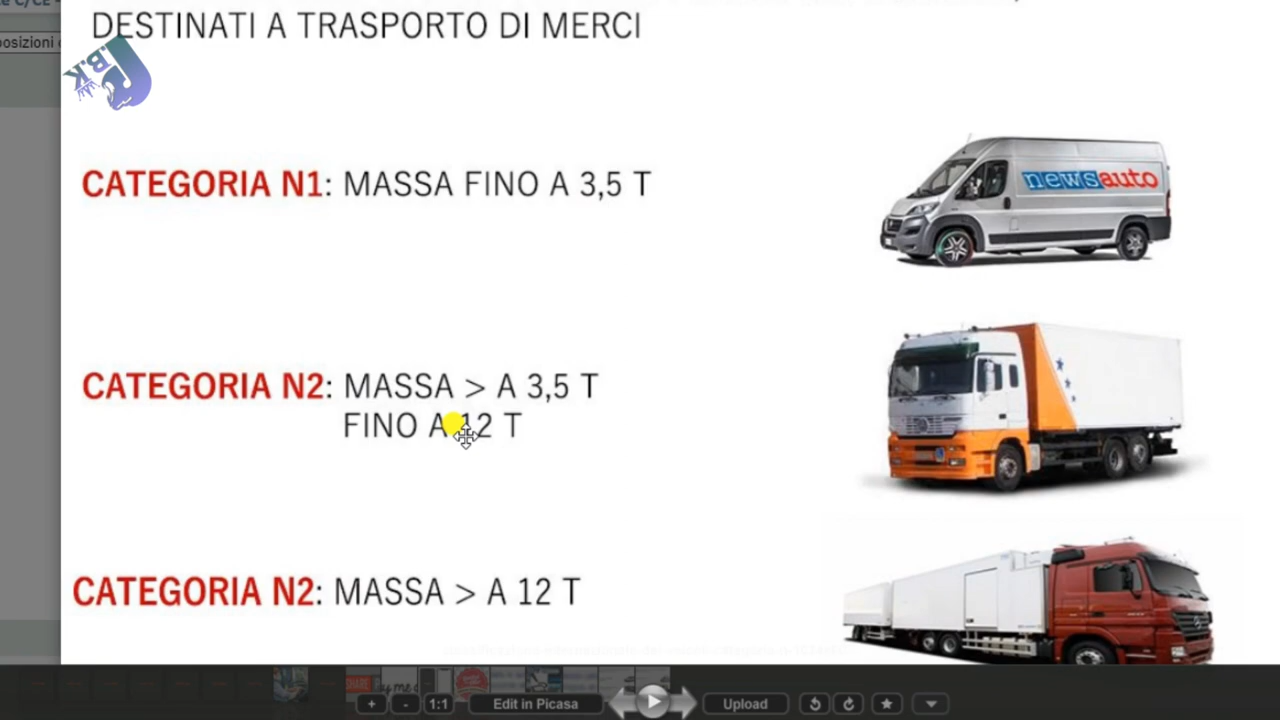 e C/CE -
posizioni
DESTINATI A TRASPORTO DI MERCI
B.K
CATEGORIA N1: MASSA FINO A 3,5 T
newsauto
CATEGORIA N2: MASSA > A 3,5 T
FINO A 12 T
CATEGORIA N2: MASSA > A 12 T
+ - 1:1 Edit in Picasa Upload